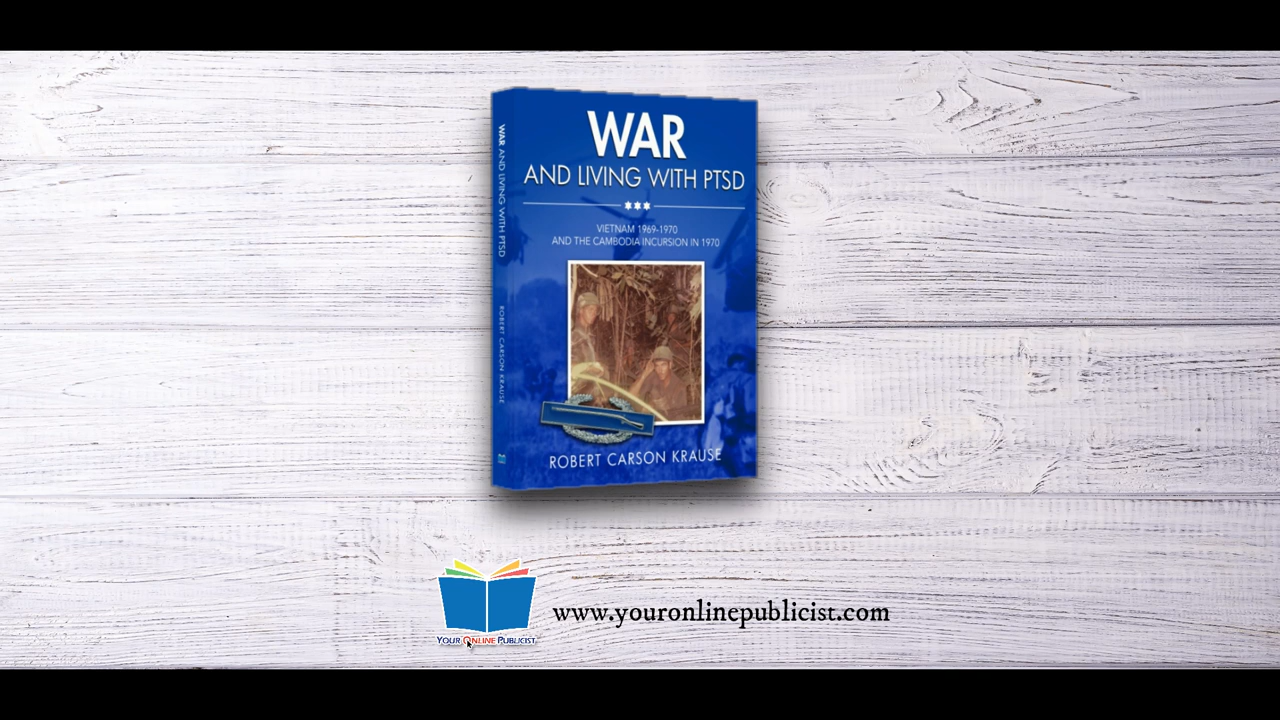 WAR
AND LIVING WITH PTSD
VIETNAM 1969-1970
AND THE CAMBODIA INCURSION IN 1970
ROBERT CARSON KRAUSE
WAR AND LIVING WITH PTSD
ROBERT CARSON KRAUSE
YOUR ONLINE PUBLICIST
www.youronlinepublicist.com